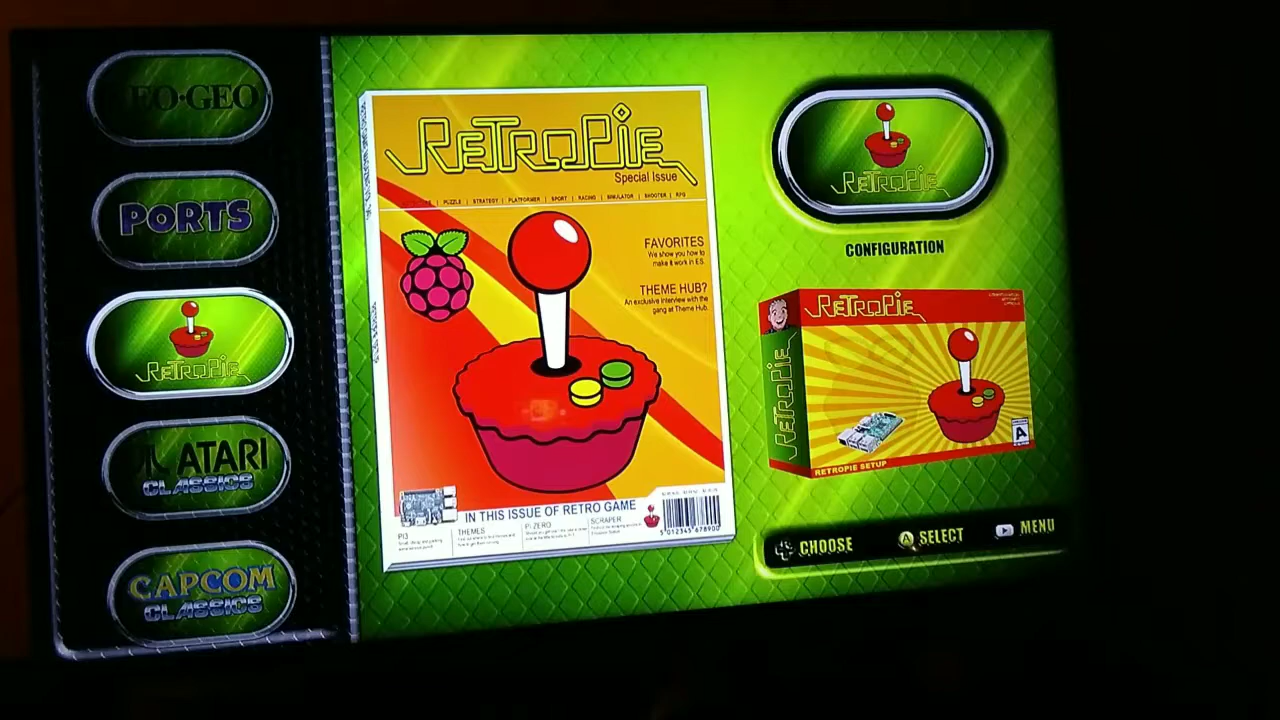 EO·GEO
PORTS
RETROPIE
ATARI
CLASSICS
CAPCOM
CLASSICS
RETROPIE
Special Issue
PUZZLE | STRATEGY | PLATFORMER | SPORT | RACING | SIMULATOR | SHOOTER | RPG
FAVORITES
We show you how to
make it work in ES.
THEME HUB?
An exclusive interview with the
gang at Theme Hub.
IN THIS ISSUE OF RETRO GAME
PI3
THEMES
PI ZERO
SCRAPER
5 012345 678900
RETROPIE
CONFIGURATION
RETROPIE
RETROPIE
A
RETROPIE SETUP
CHOOSE
A SELECT
MENU